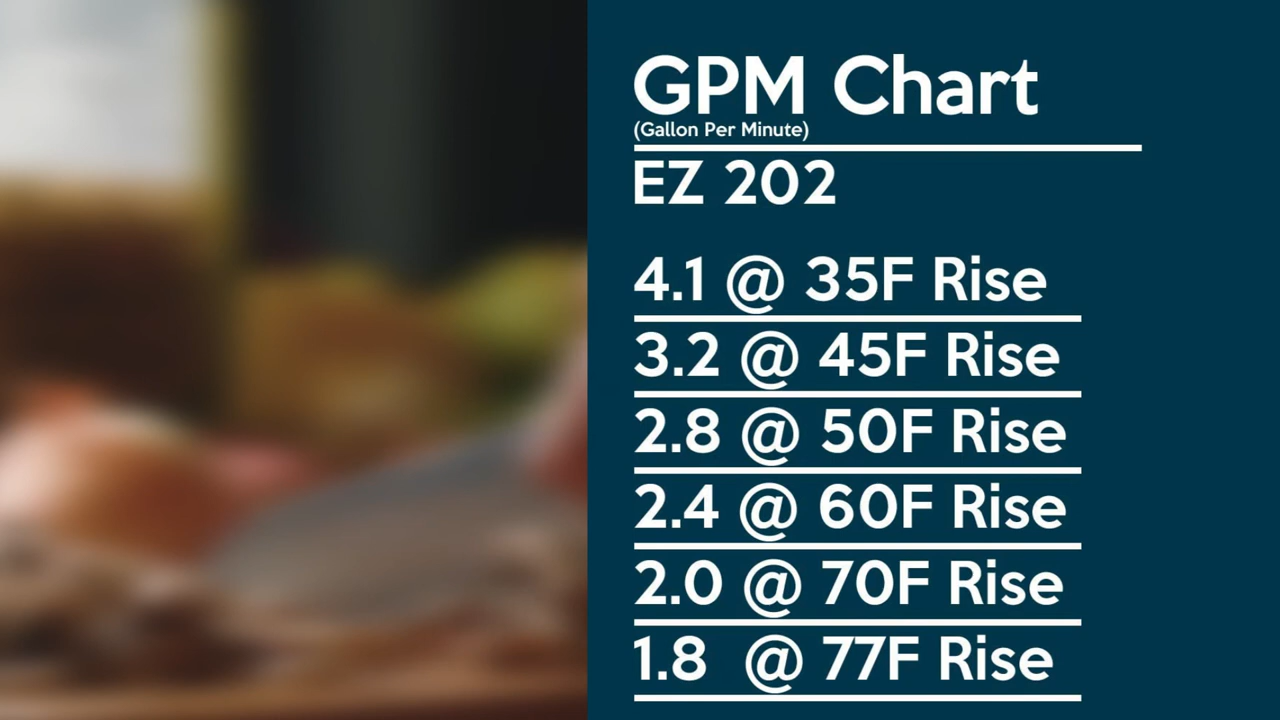 GPM Chart
(Gallon Per Minute)
EZ 202
4.1 @ 35F Rise
3.2 @ 45F Rise
2.8 @ 50F Rise
2.4 @ 60F Rise
2.0 @ 70F Rise
1.8 @ 77F Rise